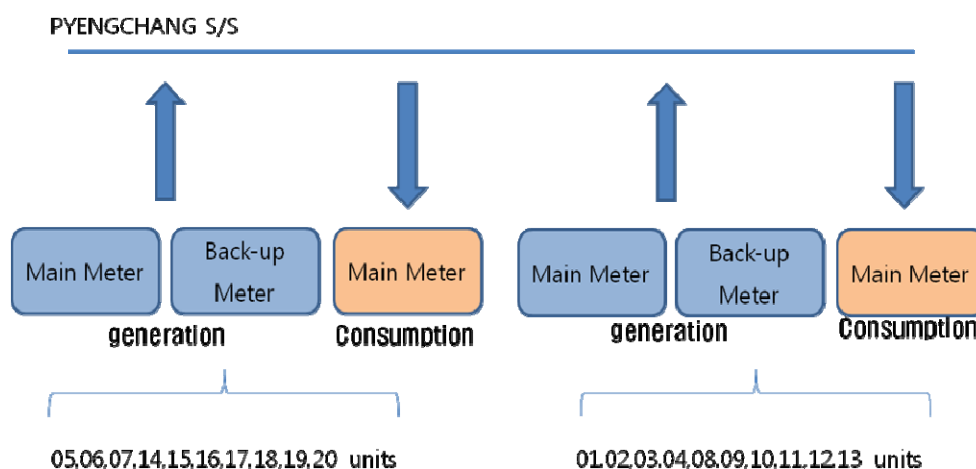 PYENGCHANG S/S
Main Meter
Back-up
Meter
Main Meter
generation
Consumption
Main Meter
Back-up
Meter
Main Meter
generation
Consumption
05,06,07,14,15,16,17,18,19,20 units
01,02,03,04,08,09,10,11,12,13 units